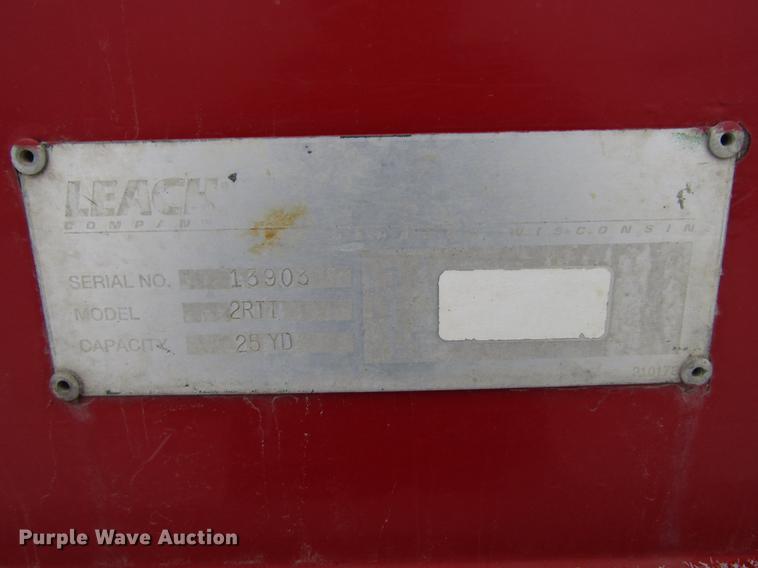 LEACH
COMPANY
WISCONSIN
SERIAL NO. 13903
MODEL 2RTT
CAPACITY 25 YD
Purple Wave Auction